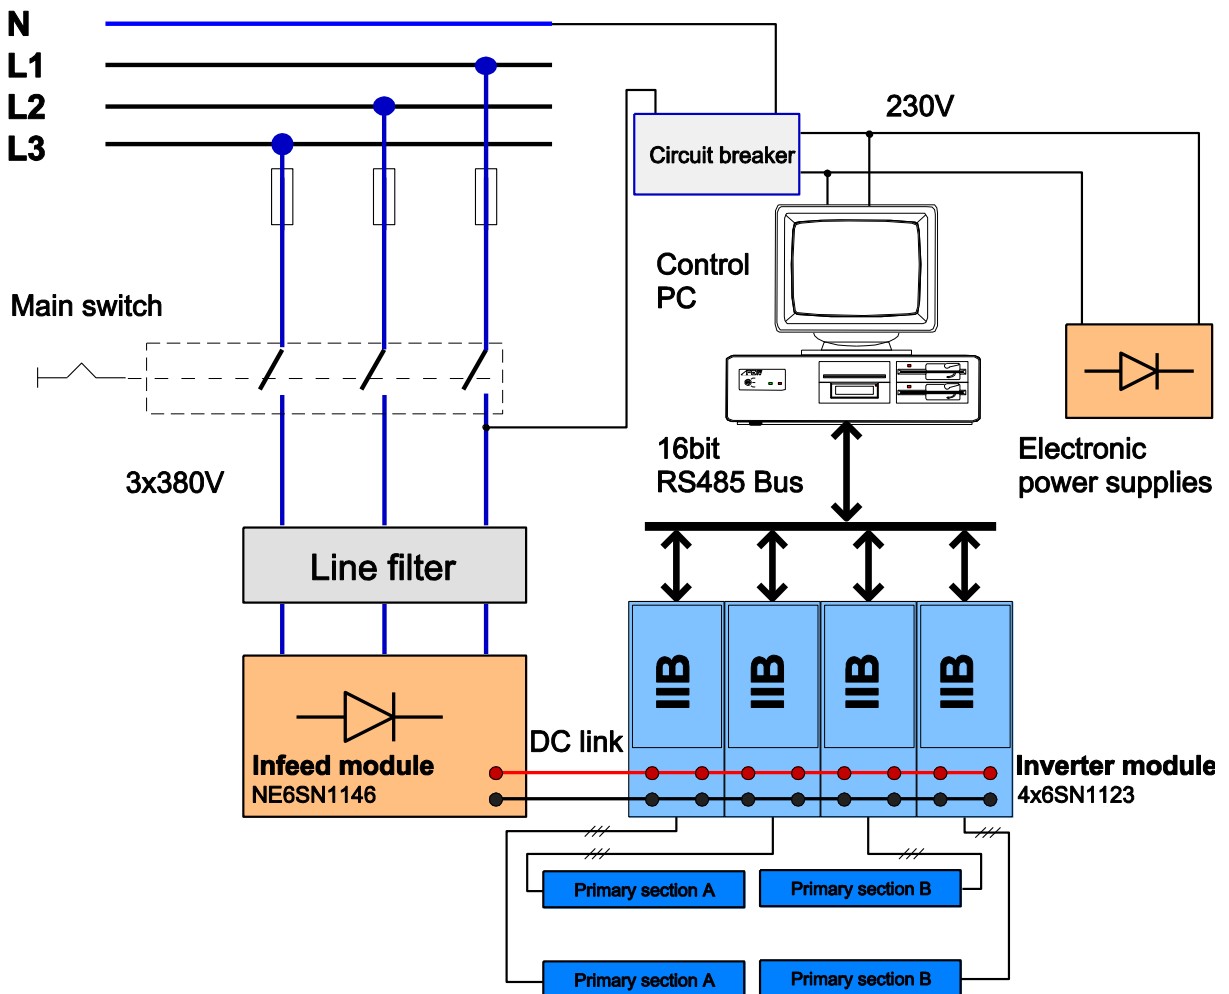 N
L1
L2
L3
230V
Circuit breaker
Control
PC
Main switch
3x380V
16bit
RS485 Bus
Electronic
power supplies
Line filter
IIB
IIB
IIB
IIB
DC link
Infeed module
NE6SN1146
Inverter module
4x6SN1123
Primary section A
Primary section B
Primary section A
Primary section B